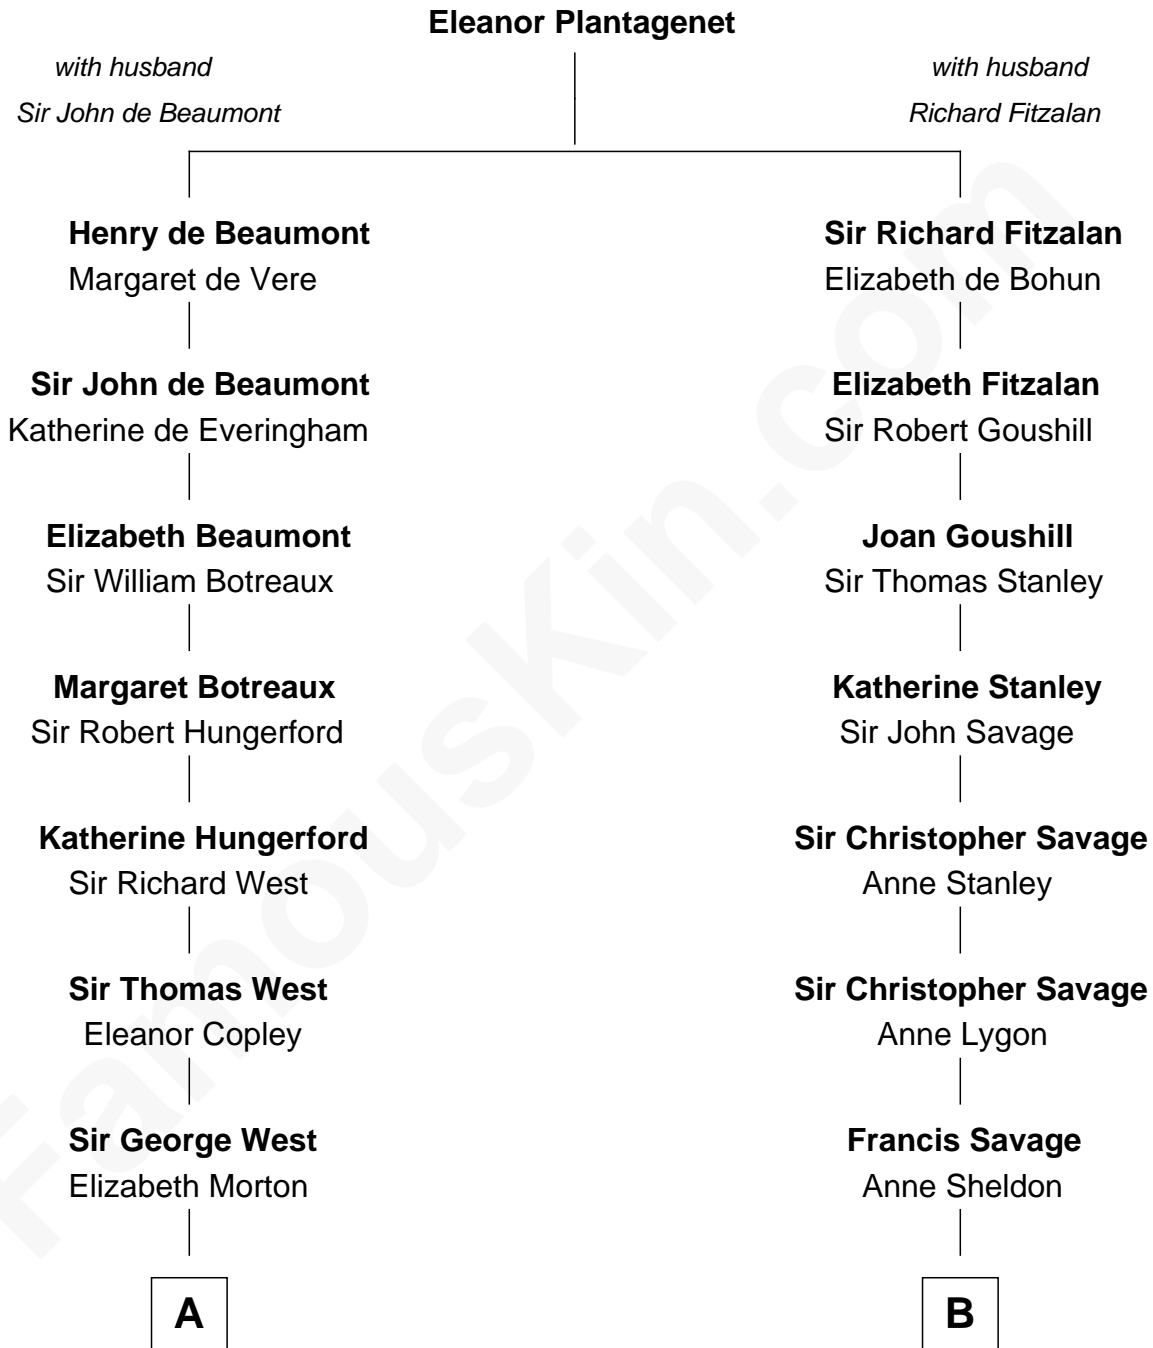 Eleanor Plantagenet
with husband
Sir John de Beaumont
with husband
Richard Fitzalan
Henry de Beaumont
Margaret de Vere
Sir Richard Fitzalan
Elizabeth de Bohun
Sir John de Beaumont
Katherine de Everingham
Elizabeth Fitzalan
Sir Robert Goushill
Elizabeth Beaumont
Sir William Botreaux
Joan Goushill
Sir Thomas Stanley
Margaret Botreaux
Sir Robert Hungerford
Katherine Stanley
Sir John Savage
Katherine Hungerford
Sir Richard West
Sir Christopher Savage
Anne Stanley
Sir Thomas West
Eleanor Copley
Sir Christopher Savage
Anne Lygon
Sir George West
Elizabeth Morton
Francis Savage
Anne Sheldon
A
B
FamousKin.com